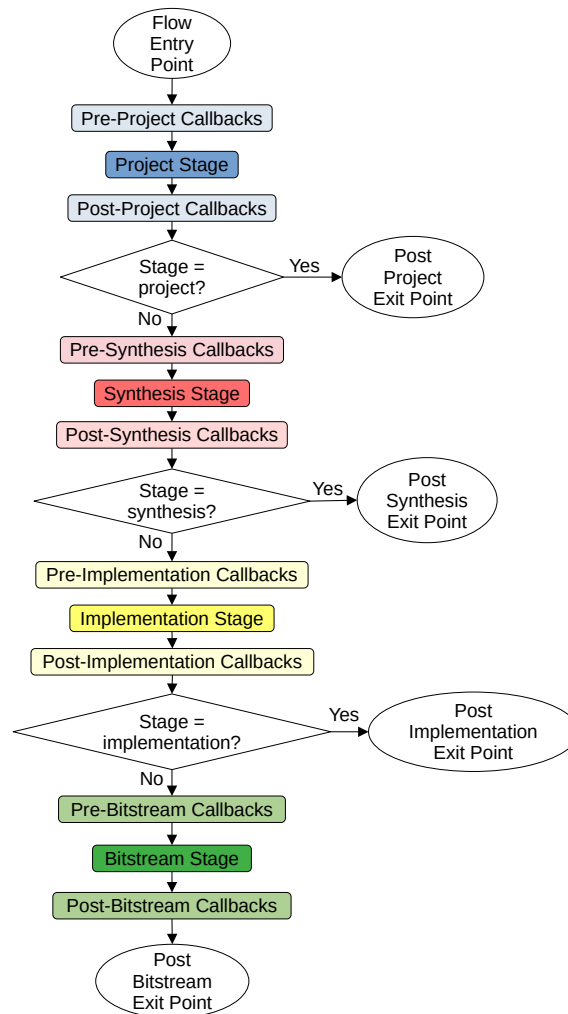 Flow
Entry
Point
Pre-Project Callbacks
Project Stage
Post-Project Callbacks
Stage =
project?
Yes
Post
Project
Exit Point
No
Pre-Synthesis Callbacks
Synthesis Stage
Post-Synthesis Callbacks
Stage =
synthesis?
Yes
Post
Synthesis
Exit Point
No
Pre-Implementation Callbacks
Implementation Stage
Post-Implementation Callbacks
Stage =
implementation?
Yes
Post
Implementation
Exit Point
No
Pre-Bitstream Callbacks
Bitstream Stage
Post-Bitstream Callbacks
Post
Bitstream
Exit Point